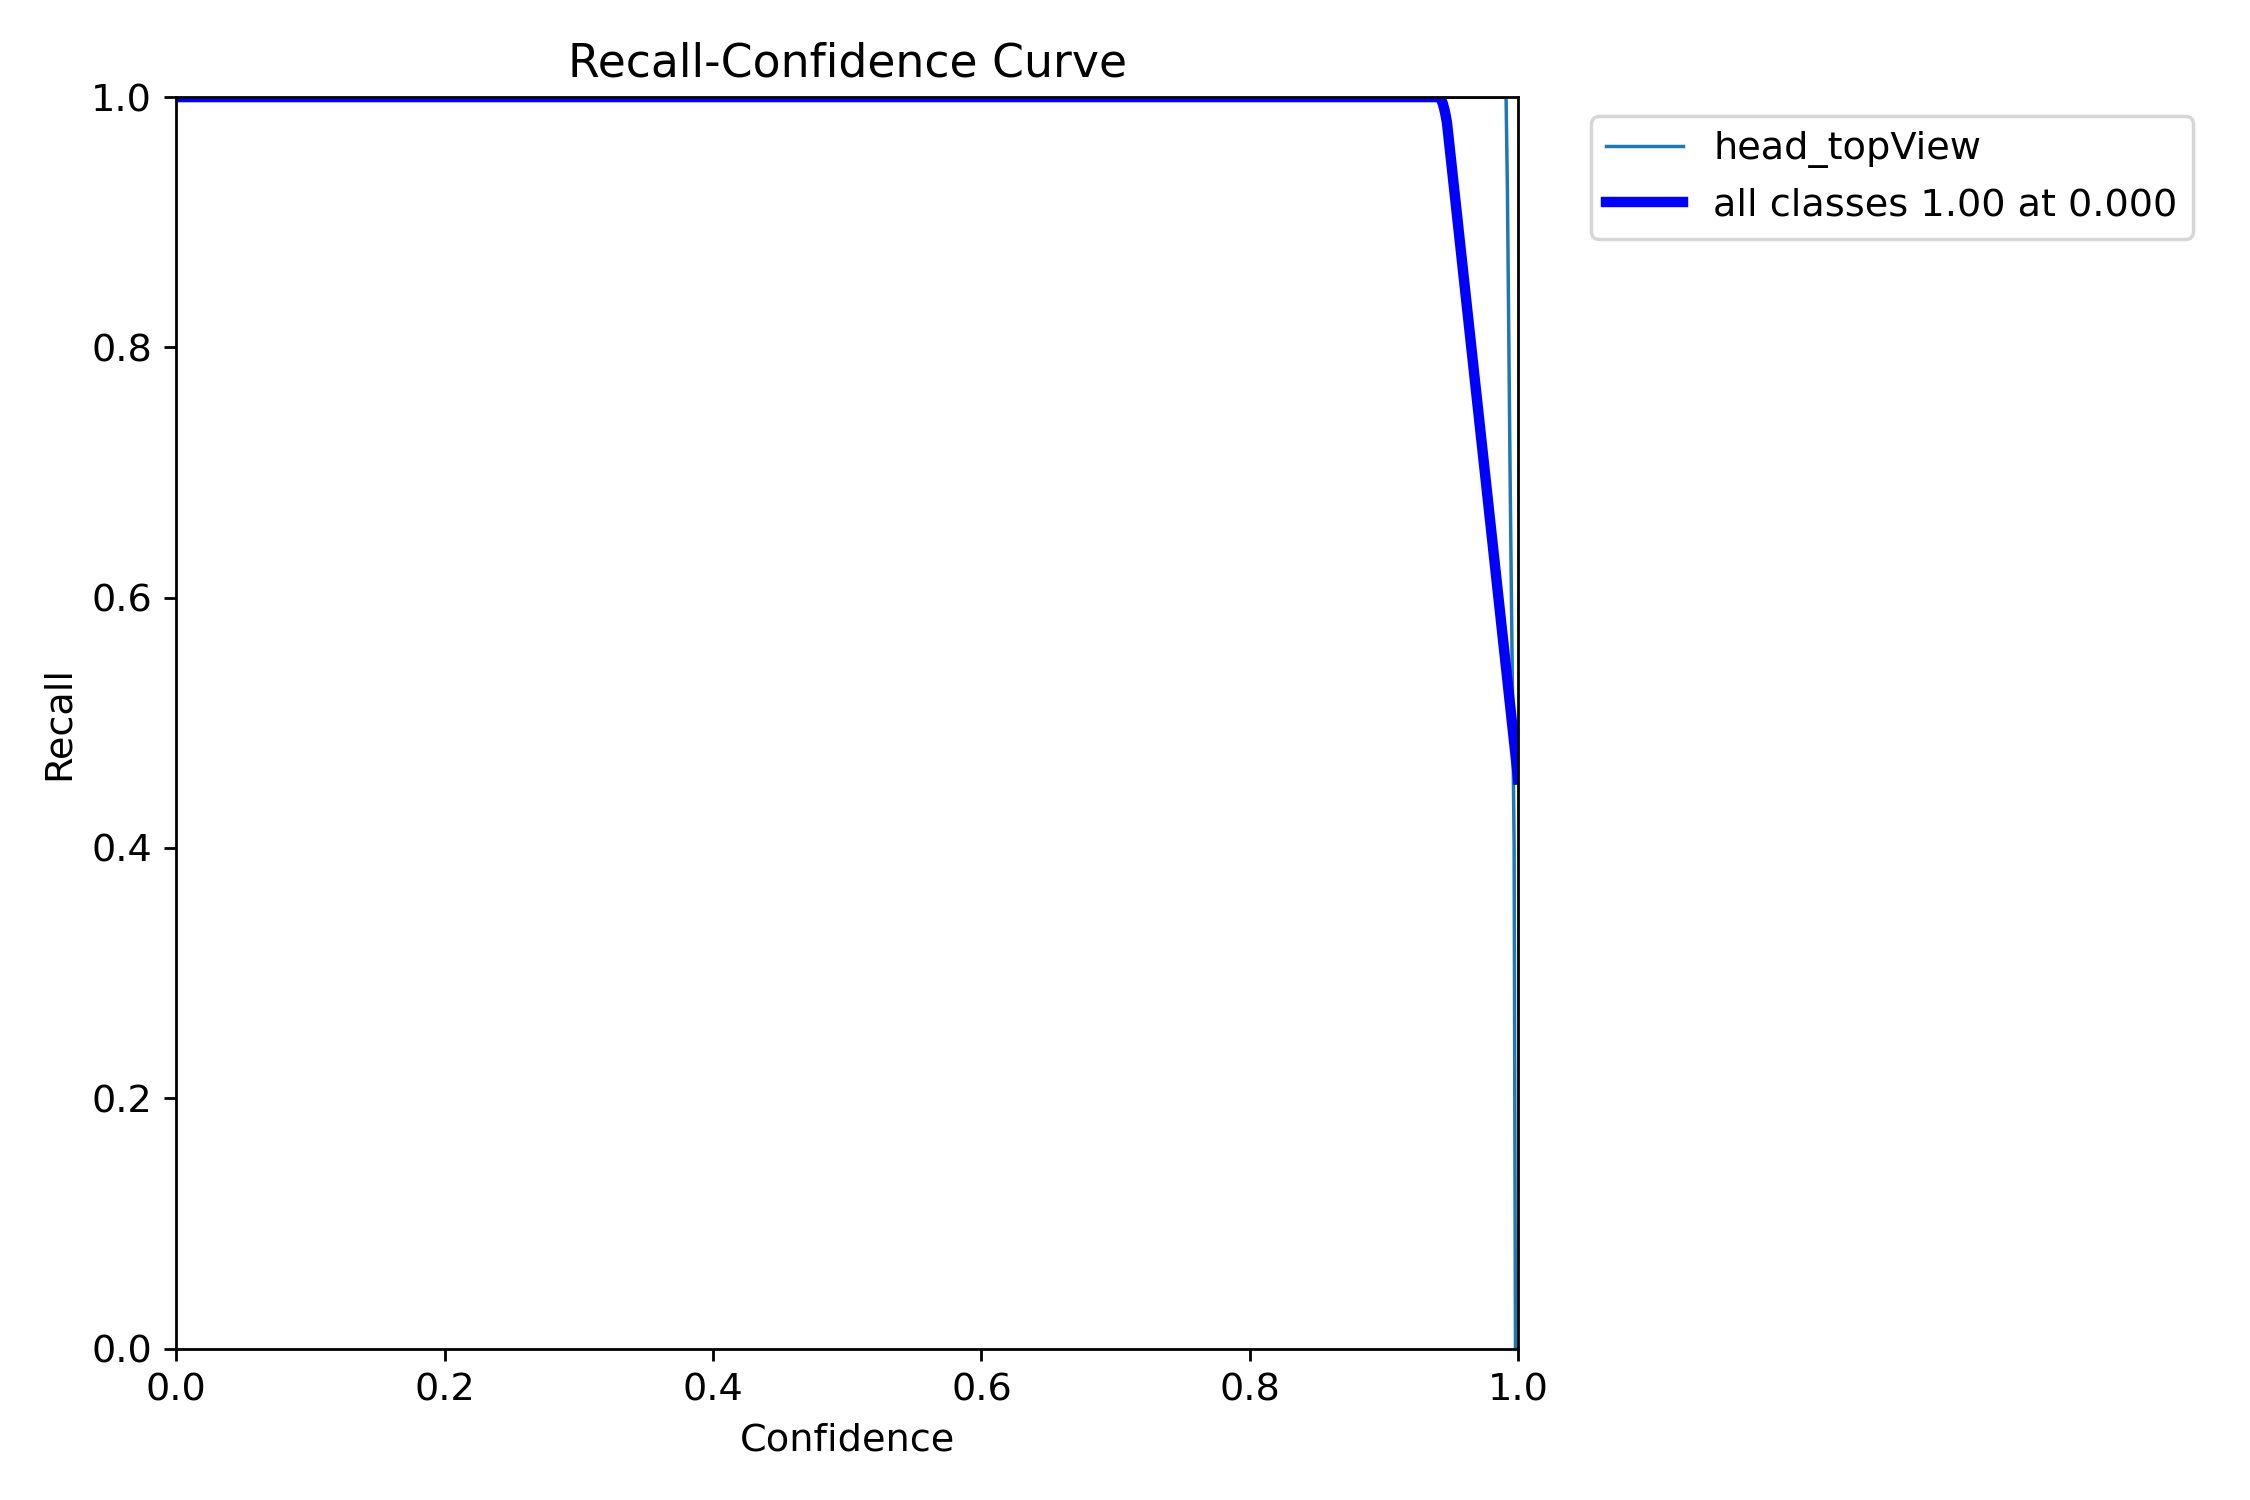 Recall-Confidence Curve
1.0
0.8
0.6
0.4
0.2
0.0
Recall
0.0 0.2 0.4 0.6 0.8 1.0
Confidence
head_topView
all classes 1.00 at 0.000